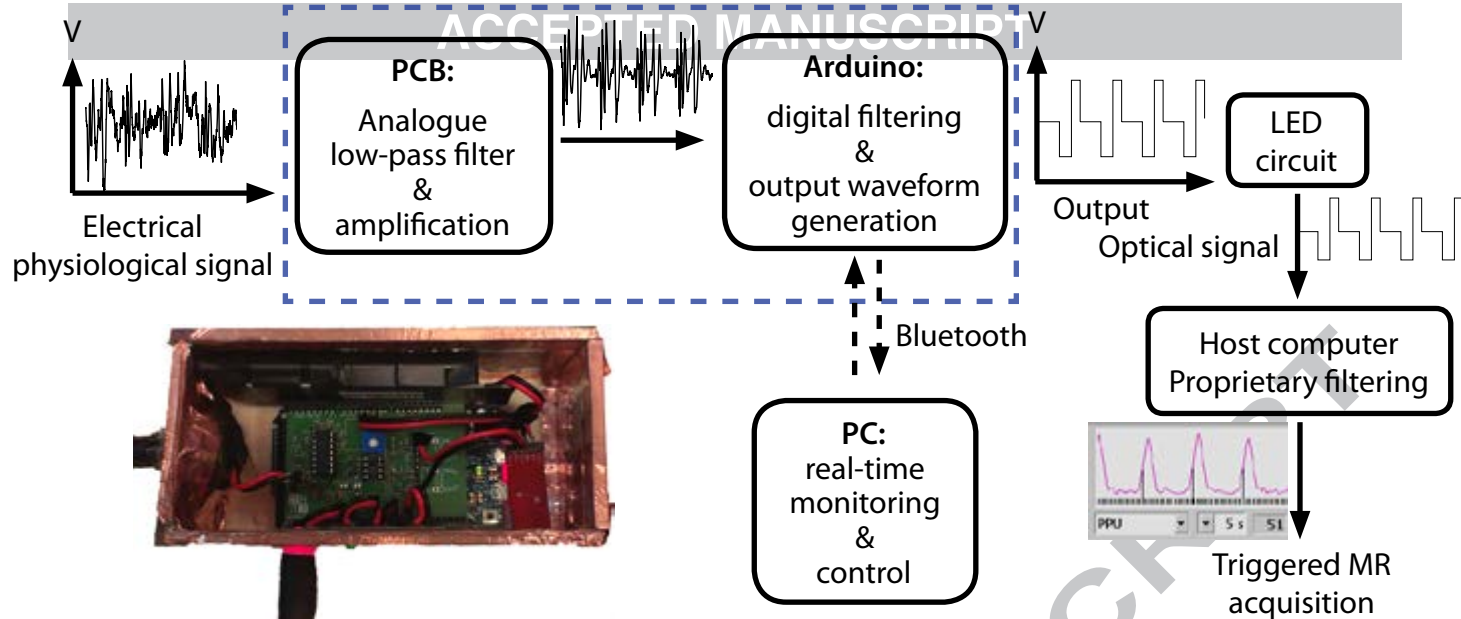 ACCEPTED MANUSCRIPT
V
Electrical
physiological signal
PCB:
Analogue
low-pass filter
&
amplification
Arduino:
digital filtering
&
output waveform
generation
V
Output
LED
circuit
Optical signal
Bluetooth
PC:
real-time
monitoring
&
control
Host computer
Proprietary filtering
PPU
5 s
51
Triggered MR
acquisition
CRIPT